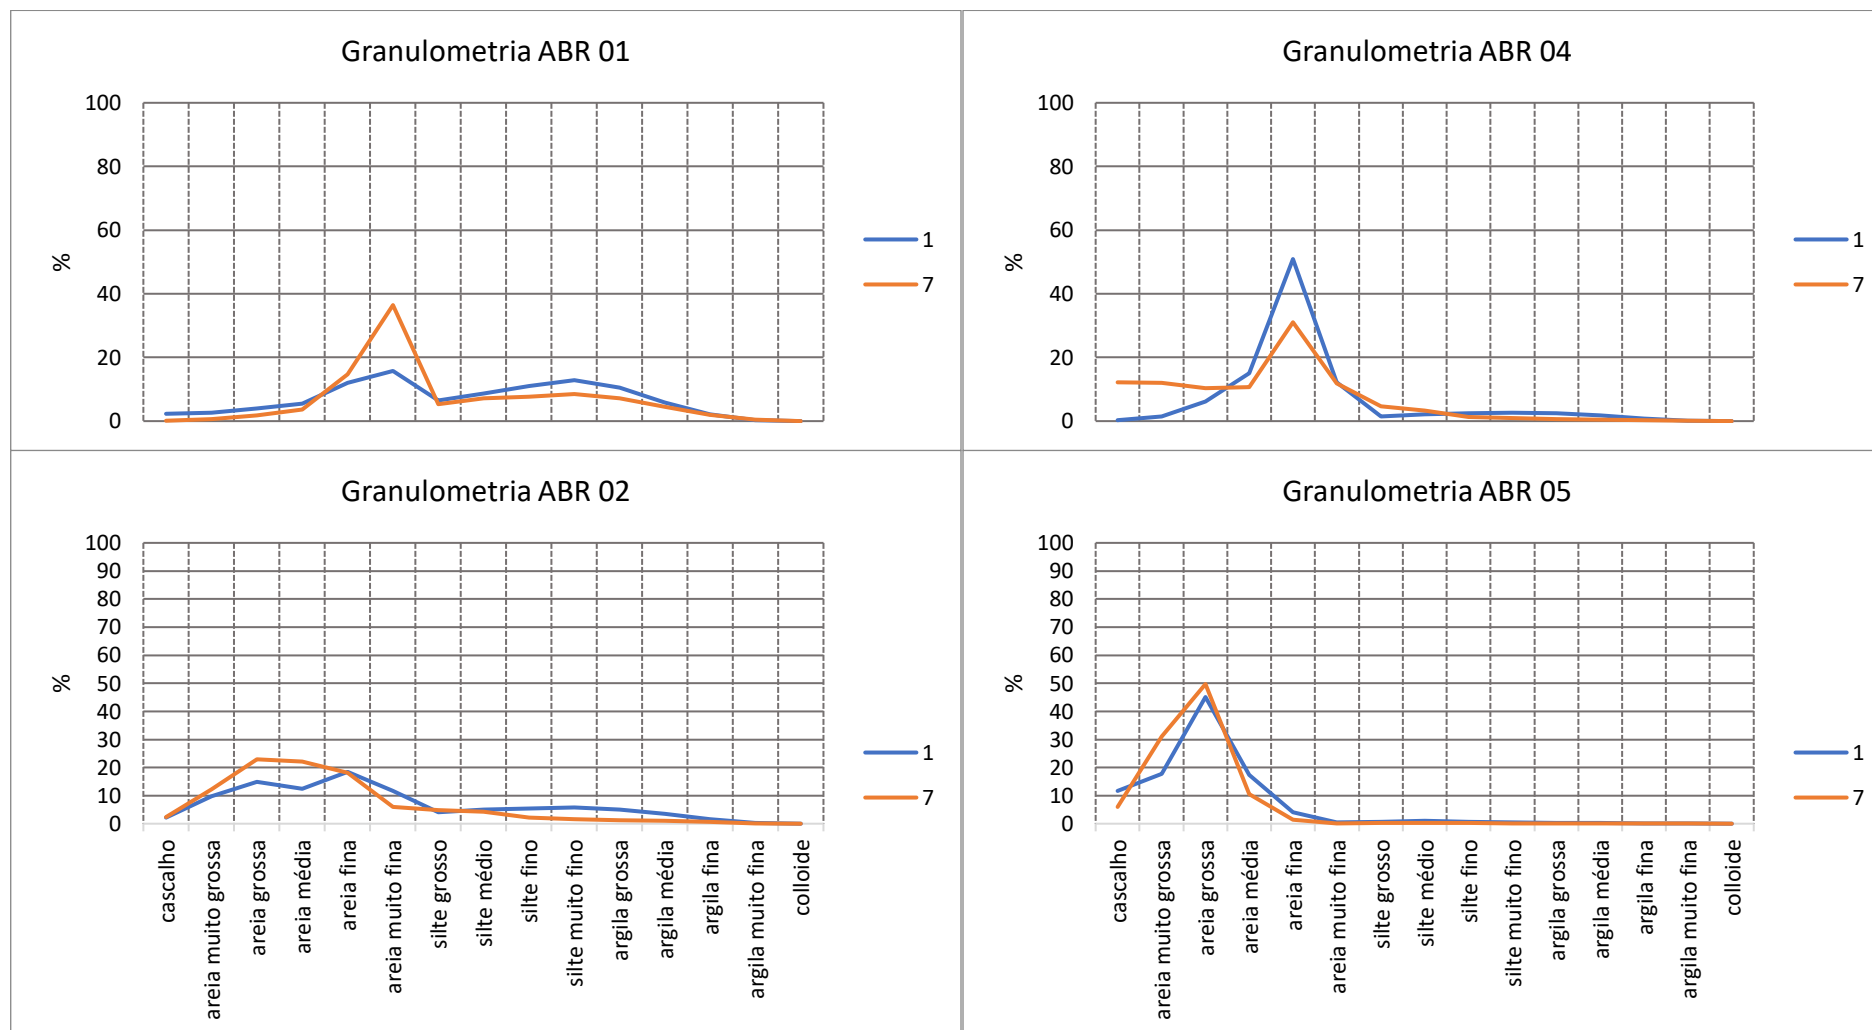 Granulometria ABR 01
100
80
60
40
20
0
%
1
7
Granulometria ABR 04
100
80
60
40
20
0
%
1
7
Granulometria ABR 02
100
90
80
70
60
50
40
30
20
10
0
%
cascalho
areia muito grossa
areia grossa
areia média
areia fina
areia muito fina
silte grosso
silte médio
silte fino
silte muito fino
argila grossa
argila média
argila fina
argila muito fina
colloide
1
7
Granulometria ABR 05
100
90
80
70
60
50
40
30
20
10
0
%
cascalho
areia muito grossa
areia grossa
areia média
areia fina
areia muito fina
silte grosso
silte médio
silte fino
silte muito fino
argila grossa
argila média
argila fina
argila muito fina
colloide
1
7